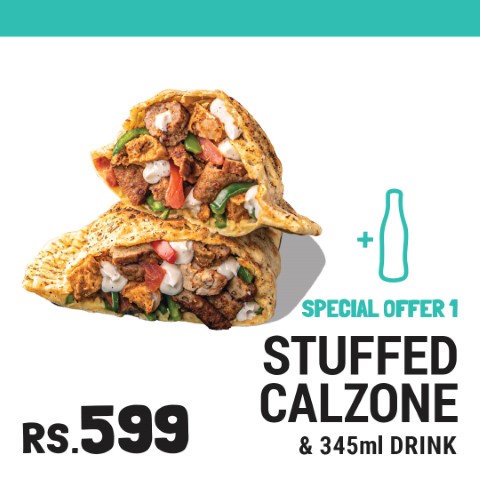 +
SPECIAL OFFER 1
STUFFED
CALZONE
& 345ml DRINK
RS.599